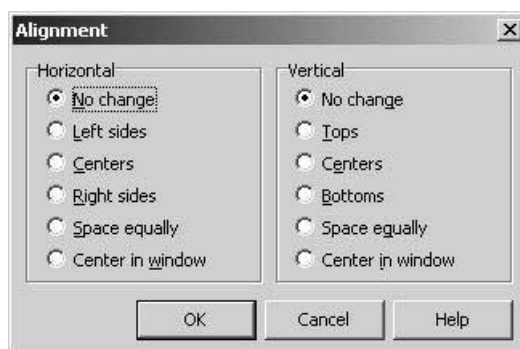 Alignment
Horizontal
No change
Left sides
Centers
Right sides
Space equally
Center in window
Vertical
No change
Tops
Centers
Bottoms
Space equally
Center in window
OK Cancel Help